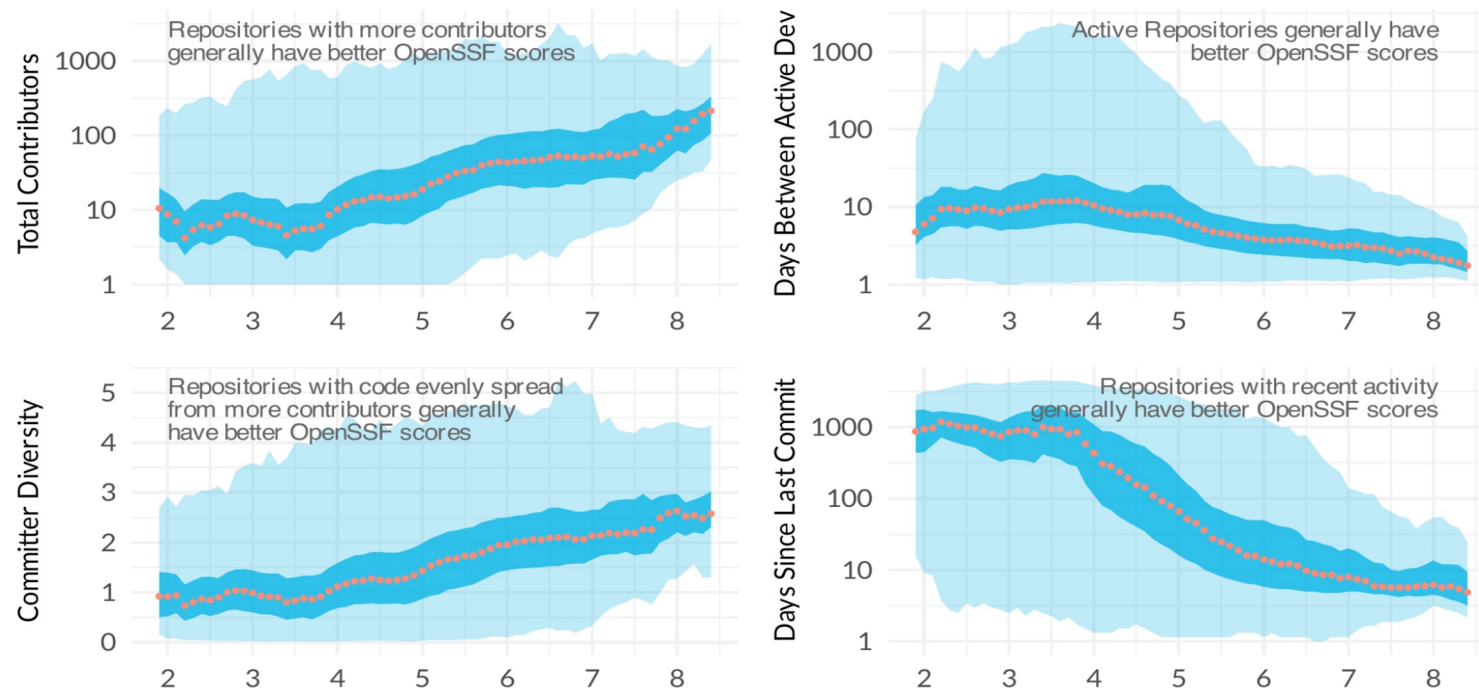 Total Contributors
Repositories with more contributors
generally have better OpenSSF scores
1000
100
10
1
2 3 4 5 6 7 8
Days Between Active Dev
Active Repositories generally have
better OpenSSF scores
1000
100
10
1
2 3 4 5 6 7 8
Committer Diversity
Repositories with code evenly spread
from more contributors generally
have better OpenSSF scores
5
4
3
2
1
0
2 3 4 5 6 7 8
Days Since Last Commit
Repositories with recent activity
generally have better OpenSSF scores
1000
100
10
1
2 3 4 5 6 7 8